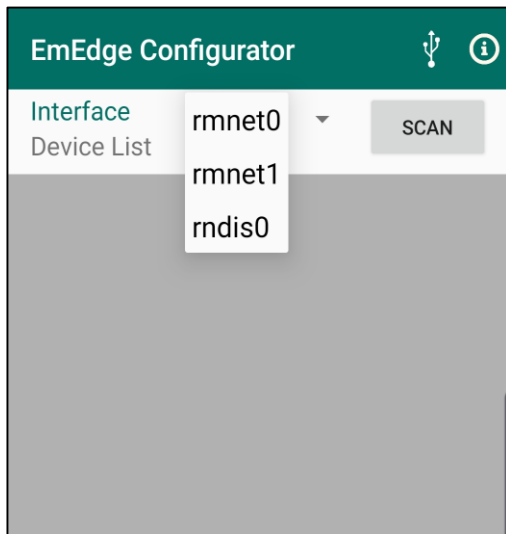 EmEdge Configurator
Interface
Device List
rmnet0
rmnet1
rndis0
SCAN